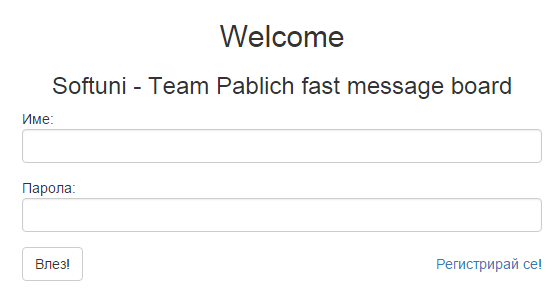 Welcome
Softuni - Team Pablich fast message board
Име:
Парола:
Влез! Регистрирай се!